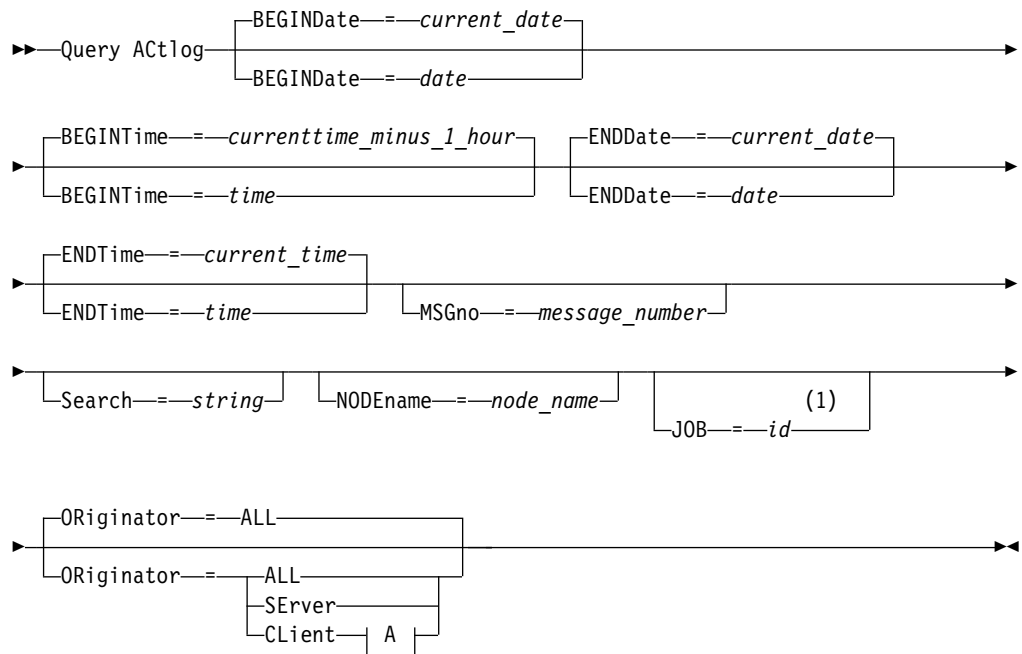 BEGINDate = current_date
Query ACtlog
BEGINDate = date
BEGINTime = currenttime_minus_1_hour ENDDate = current_date
BEGINTime = time ENDDate = date
ENDTime = current_time
ENDTime = time MSGno = message_number
Search = string NODEname = node_name (1)
JOB = id
ORiginator = ALL
ORiginator = ALL
SErver
CLient A